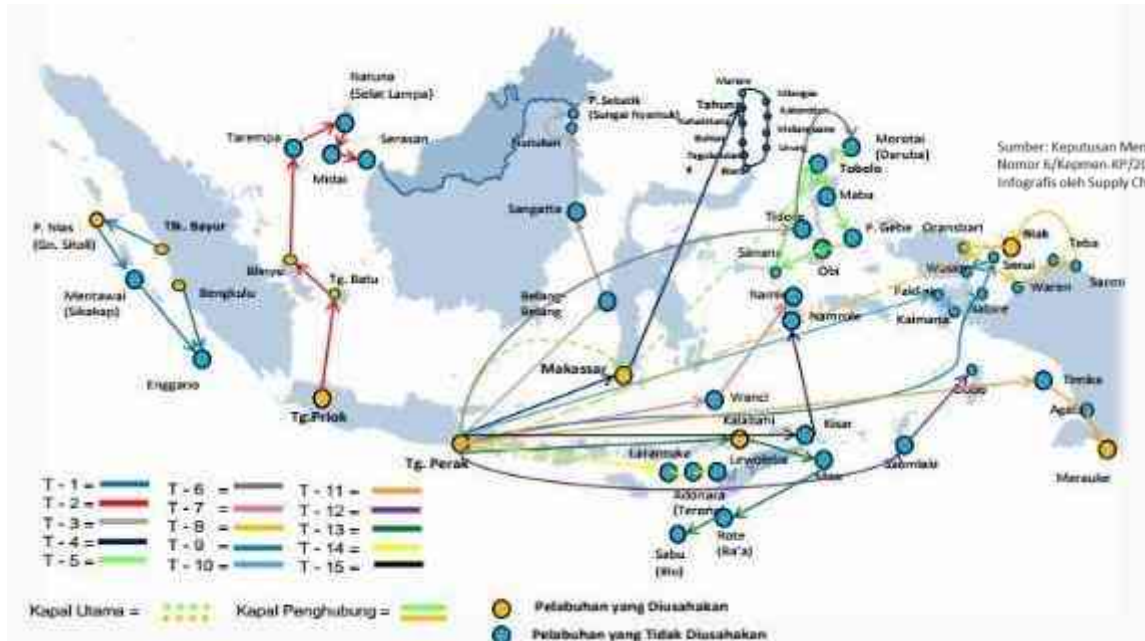 Natuna
(Selat Lampa)
Tarempa
Midai
Serasan
P. Sebatik
(Sungai Nyamuk)
Nunukan
Sangatta
Tahuna
Morotai
(Daruba)
Tobelo
Maba
Tidore
P. Gebe
Obi
Sanana
Sumber: Keputusan Men
Nomor 6/Kepmen-KP/20
Infografis oleh Supply Ch
Oransbari
Biak
Teba
Serui
Waren
Sarmi
Kaimana
P. Nias
(Gn. Sitoli)
Tlk. Bayur
Mentawai
(Sikakap)
Bengkulu
Enggano
Blinyu
Tg. Batu
Tg.Priok
Belang-
Belang
Makassar
Namrole
Wanci
Kalabahi
Kisar
Dobo
Timika
Merauke
Tg. Perak
Larantuka
Lewoleba
Adonara
(Terong)
Saumlaki
Rote
(Ba'a)
Sabu
T - 1 =
T - 2 =
T - 3 =
T - 4 =
T - 5 =
T - 6 =
T - 7 =
T - 8 =
T - 9 =
T - 10 =
T - 11 =
T - 12 =
T - 13 =
T - 14 =
T - 15 =
Kapal Utama =
Kapal Penghubung =
Pelabuhan yang Diusahakan
Pelabuhan yang Tidak Diusahakan